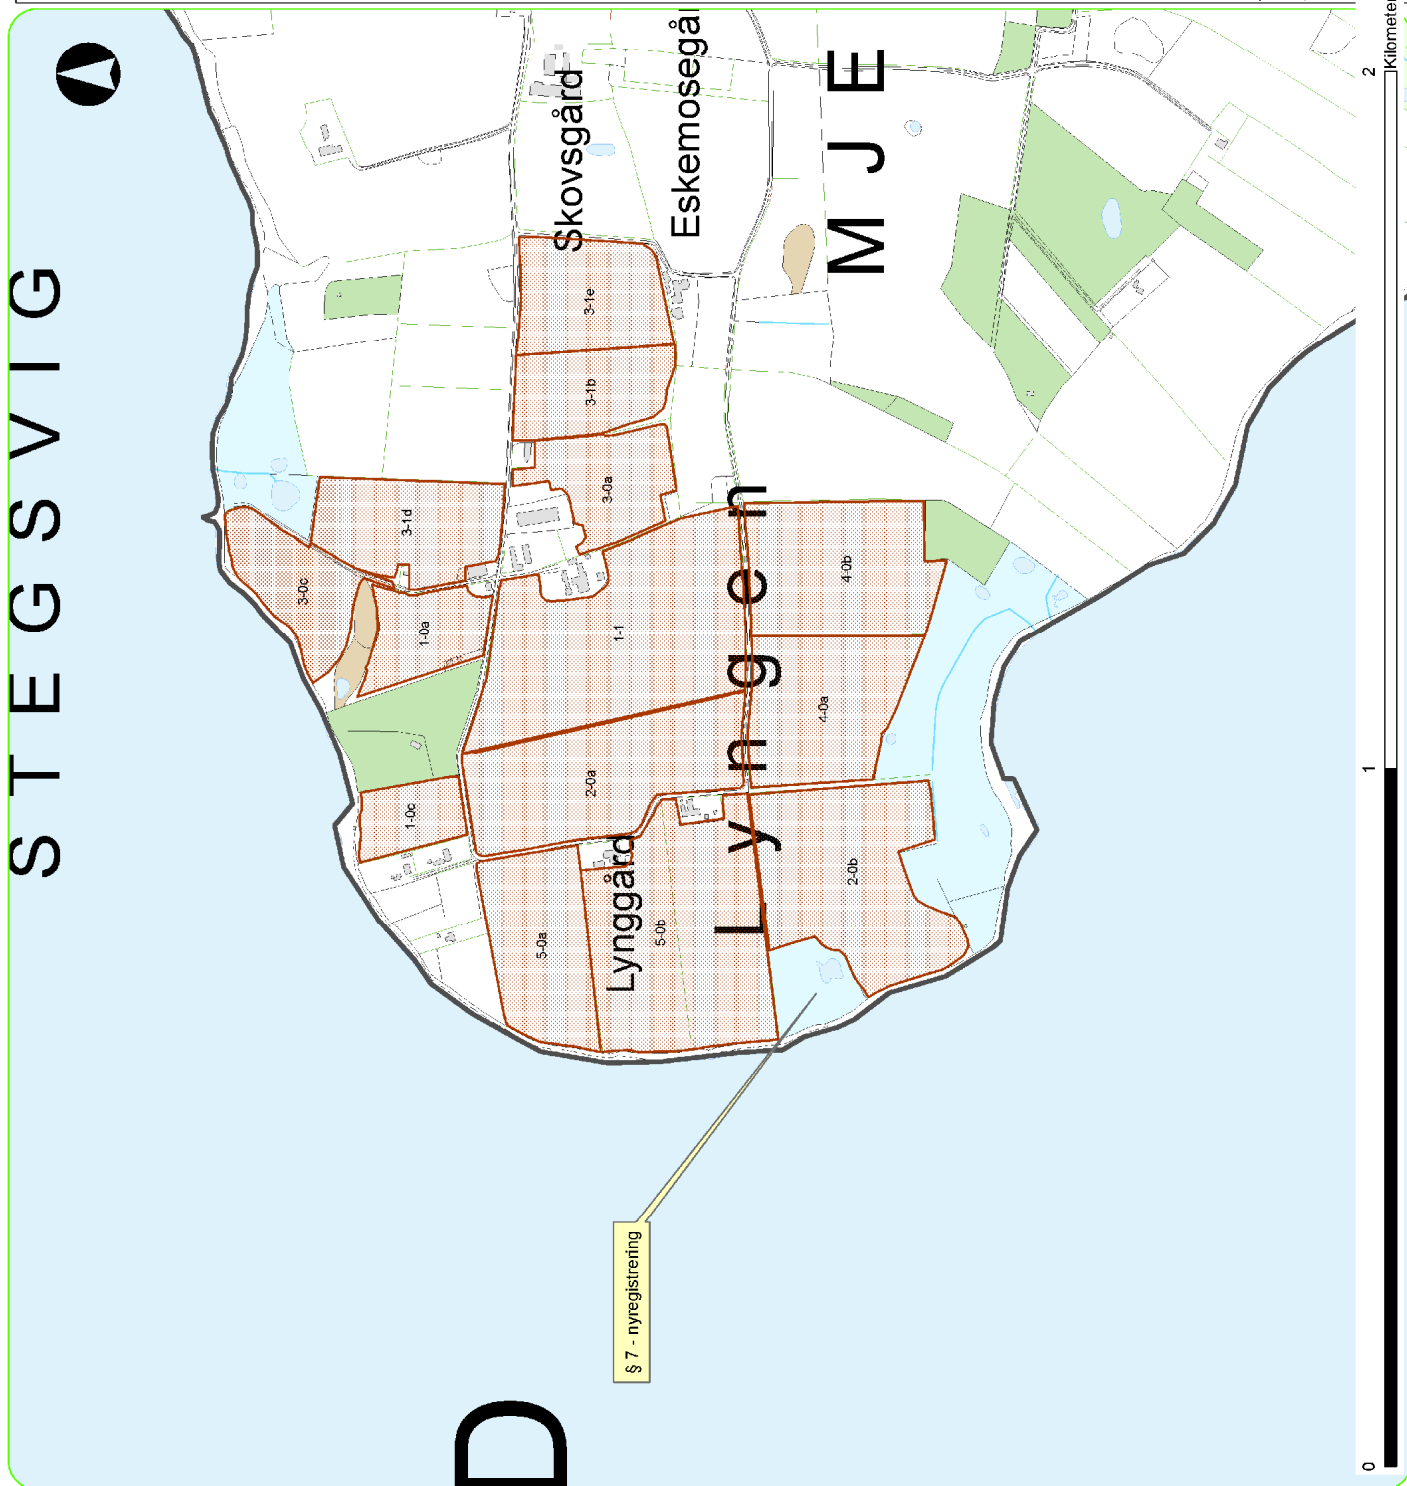 STEGSVIG
Skovsgård
Eskemosegår
MJE
3-1e
3-1b
3-0a
3-1d
3-0c
1-0a
1-1
1-0c
2-0a
4-0b
4-0a
2-0b
5-0a
5-0b
Lynggård
Lyngen
§ 7 - nyregistrering
D
0
1
2
Kilometer